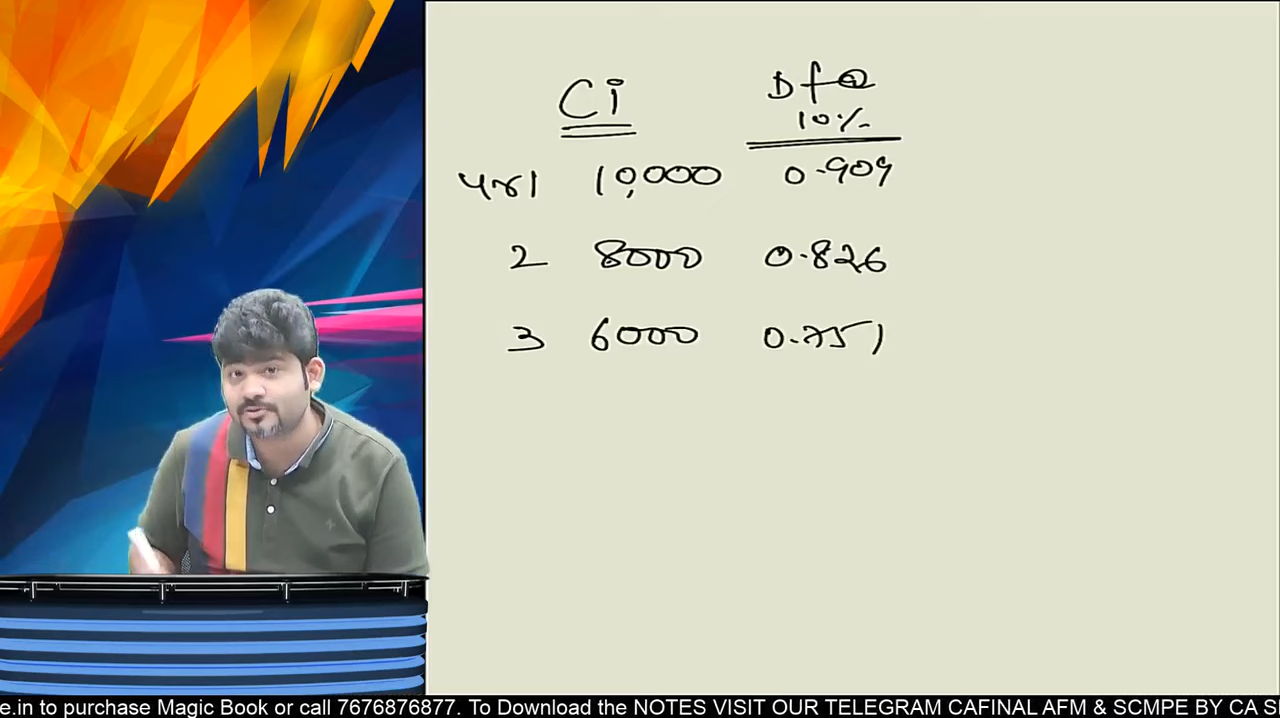 Ci Df@
10%
yr1 10,000 0.909
2 8000 0.826
3 6000 0.751
e.in to purchase Magic Book or call 7676876877. To Download the NOTES VISIT OUR TELEGRAM CAFINAL AFM & SCMPE BY CA S